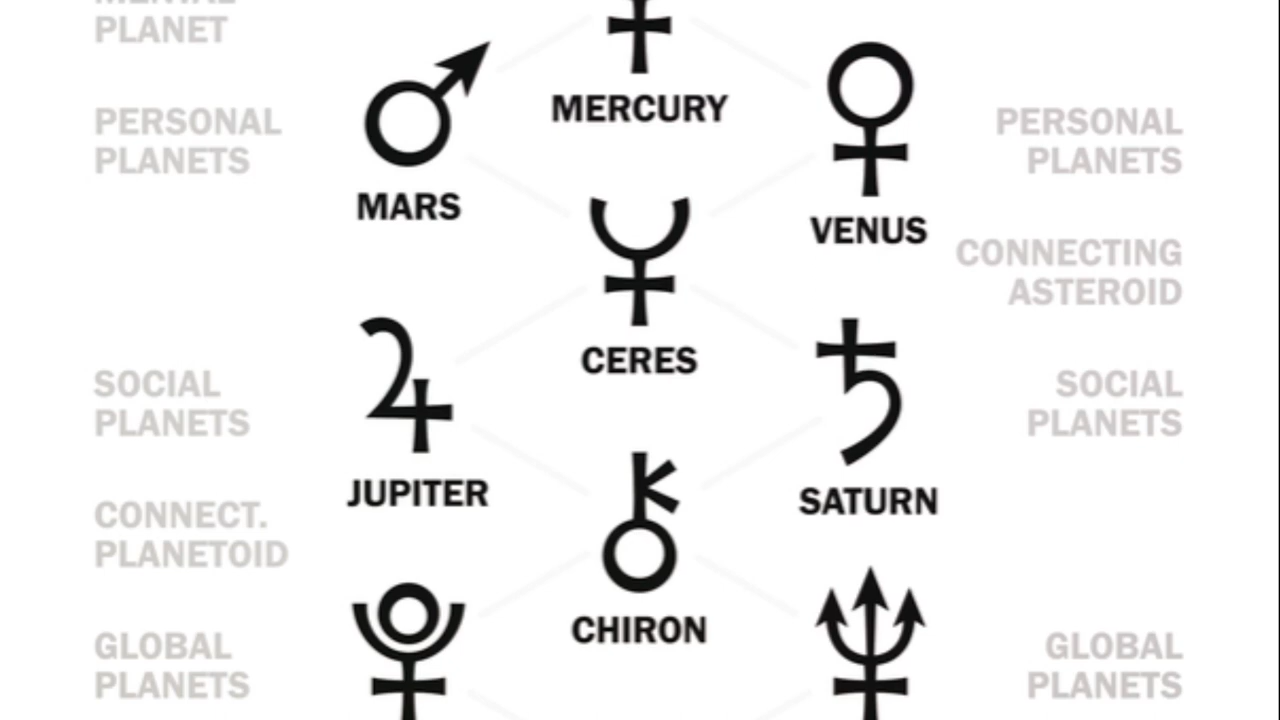 MENTAL
PLANET
MERCURY
PERSONAL
PLANETS
PERSONAL
PLANETS
MARS
VENUS
CONNECTING
ASTEROID
CERES
SOCIAL
PLANETS
SOCIAL
PLANETS
JUPITER
SATURN
CONNECT.
PLANETOID
CHIRON
GLOBAL
PLANETS
GLOBAL
PLANETS